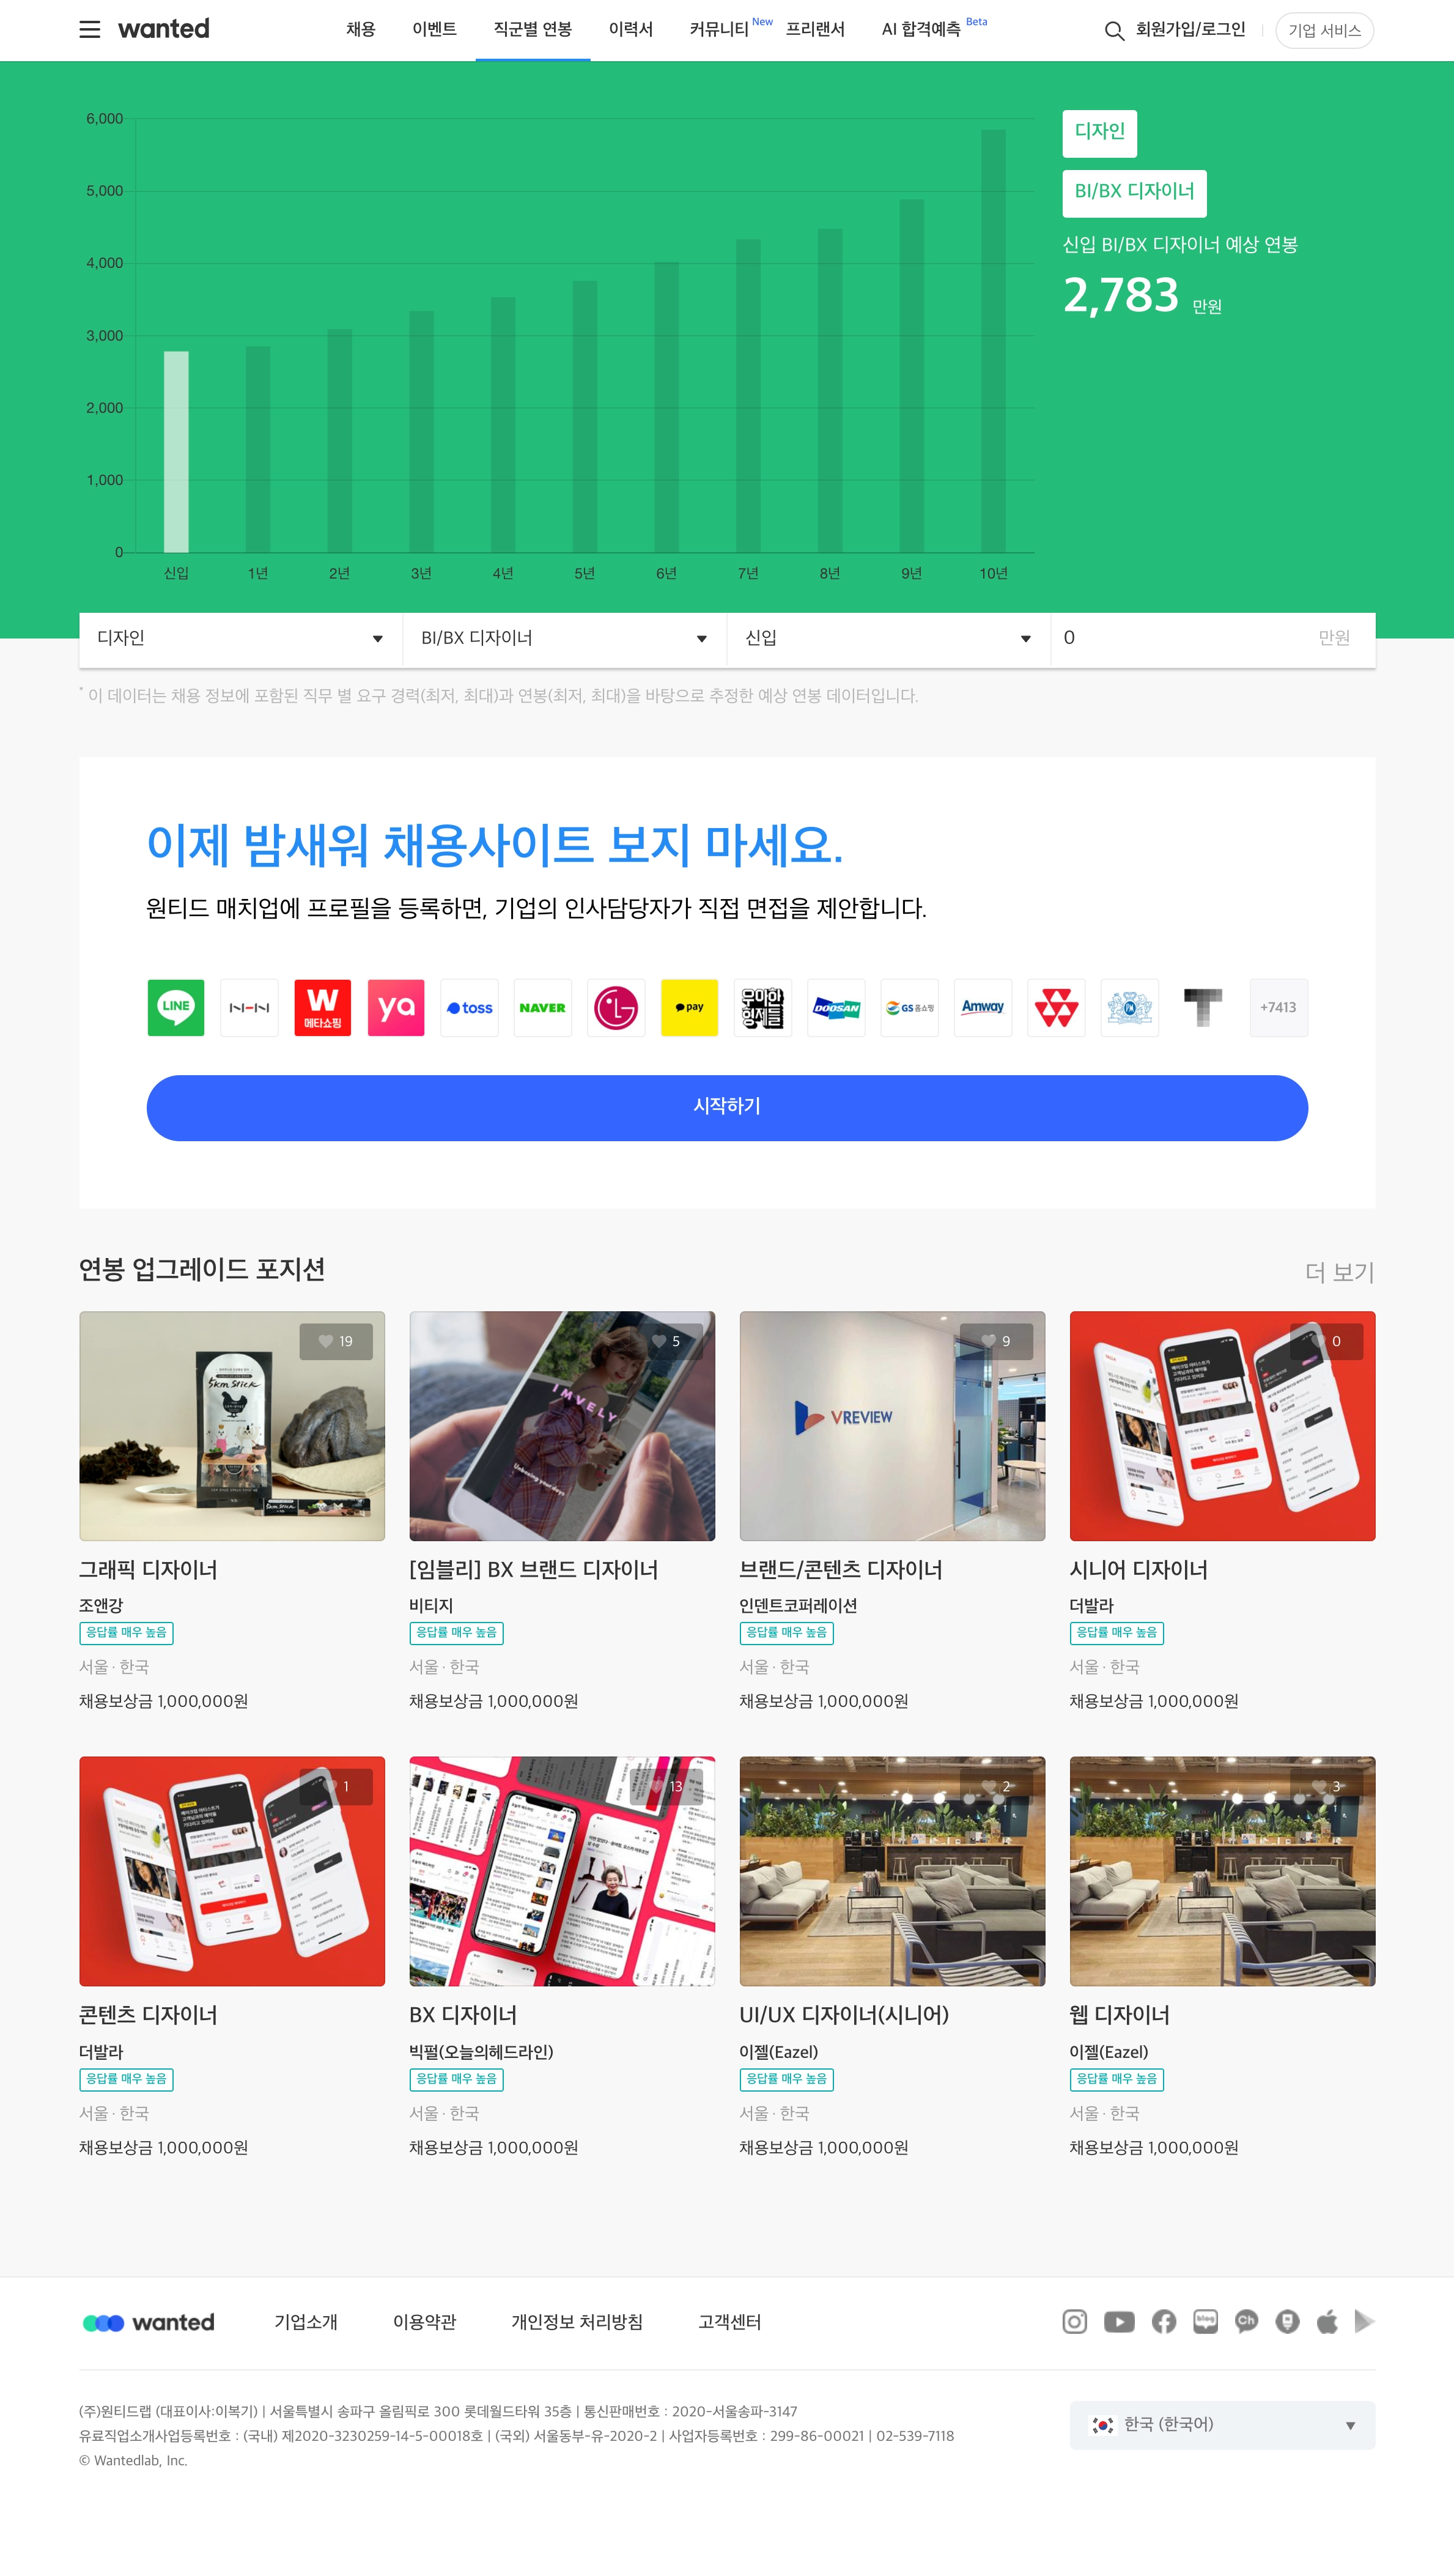 wanted
채용
이벤트
직군별 연봉
이력서
커뮤니티 New
프리랜서
AI 합격예측 Beta
회원가입/로그인
기업 서비스
6,000
5,000
4,000
3,000
2,000
1,000
0
신입 1년 2년 3년 4년 5년 6년 7년 8년 9년 10년
디자인
BI/BX 디자이너
신입 BI/BX 디자이너 예상 연봉
2,783 만원
디자인
BI/BX 디자이너
신입
0 만원
* 이 데이터는 채용 정보에 포함된 직무 별 요구 경력(최저, 최대)과 연봉(최저, 최대)을 바탕으로 추정한 예상 연봉 데이터입니다.
이제 밤새워 채용사이트 보지 마세요.
원티드 매치업에 프로필을 등록하면, 기업의 인사담당자가 직접 면접을 제안합니다.
LINE
W 메타쇼핑
ya
toss
NAVER
LG
pay
우아한형제들
DOOSAN
GS 홈쇼핑
Amway
+7413
시작하기
연봉 업그레이드 포지션
더 보기
19
5km Stick
그래픽 디자이너
조앤강
응답률 매우 높음
서울 · 한국
채용보상금 1,000,000원
5
IMVELY
[임블리] BX 브랜드 디자이너
비티지
응답률 매우 높음
서울 · 한국
채용보상금 1,000,000원
9
VREVIEW
브랜드/콘텐츠 디자이너
인덴트코퍼레이션
응답률 매우 높음
서울 · 한국
채용보상금 1,000,000원
0
시니어 디자이너
더발라
응답률 매우 높음
서울 · 한국
채용보상금 1,000,000원
1
콘텐츠 디자이너
더발라
응답률 매우 높음
서울 · 한국
채용보상금 1,000,000원
13
BX 디자이너
빅펄(오늘의헤드라인)
응답률 매우 높음
서울 · 한국
채용보상금 1,000,000원
2
UI/UX 디자이너(시니어)
이젤(Eazel)
응답률 매우 높음
서울 · 한국
채용보상금 1,000,000원
3
웹 디자이너
이젤(Eazel)
응답률 매우 높음
서울 · 한국
채용보상금 1,000,000원
wanted
기업소개
이용약관
개인정보 처리방침
고객센터
blog
Ch
(주)원티드랩 (대표이사:이복기) | 서울특별시 송파구 올림픽로 300 롯데월드타워 35층 | 통신판매번호 : 2020-서울송파-3147
유료직업소개사업등록번호 : (국내) 제2020-3230259-14-5-00018호 | (국외) 서울동부-유-2020-2 | 사업자등록번호 : 299-86-00021 | 02-539-7118
© Wantedlab, Inc.
한국 (한국어)